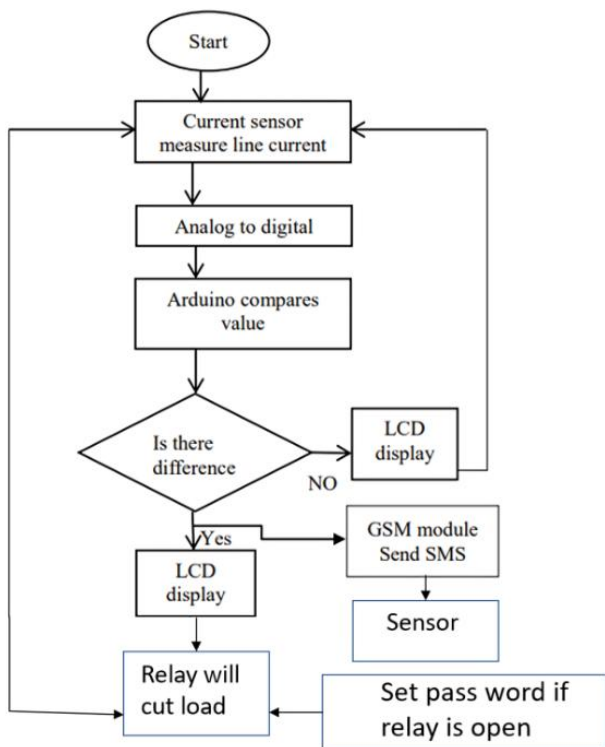 Start
Current sensor
measure line current
Analog to digital
Arduino compares
value
Is there
difference
NO
LCD
display
Yes
GSM module
Send SMS
LCD
display
Sensor
Relay will
cut load
Set pass word if
relay is open